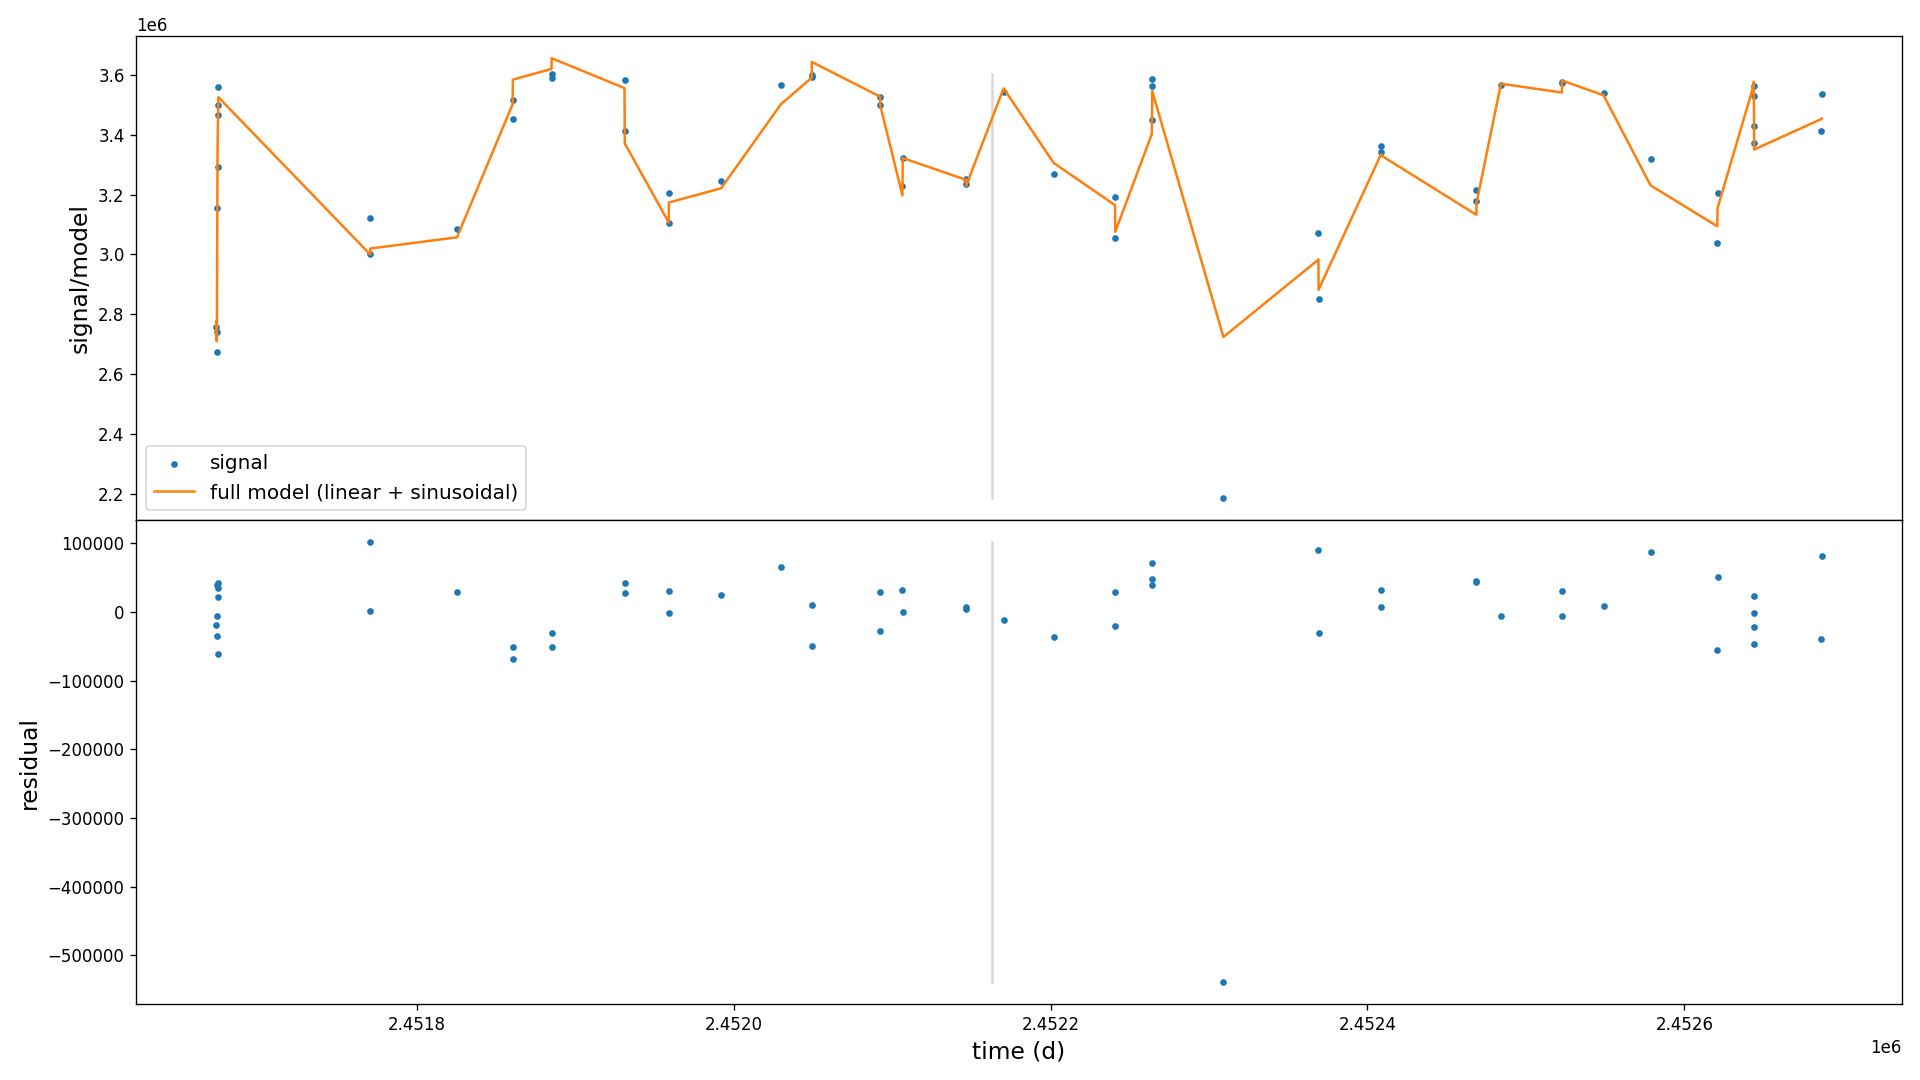 1e6
3.6
3.4
3.2
3.0
2.8
2.6
2.4
2.2
signal/model
signal
full model (linear + sinusoidal)
100000
0
−100000
−200000
−300000
−400000
−500000
residual
2.4518
2.4520
2.4522
2.4524
2.4526
1e6
time (d)